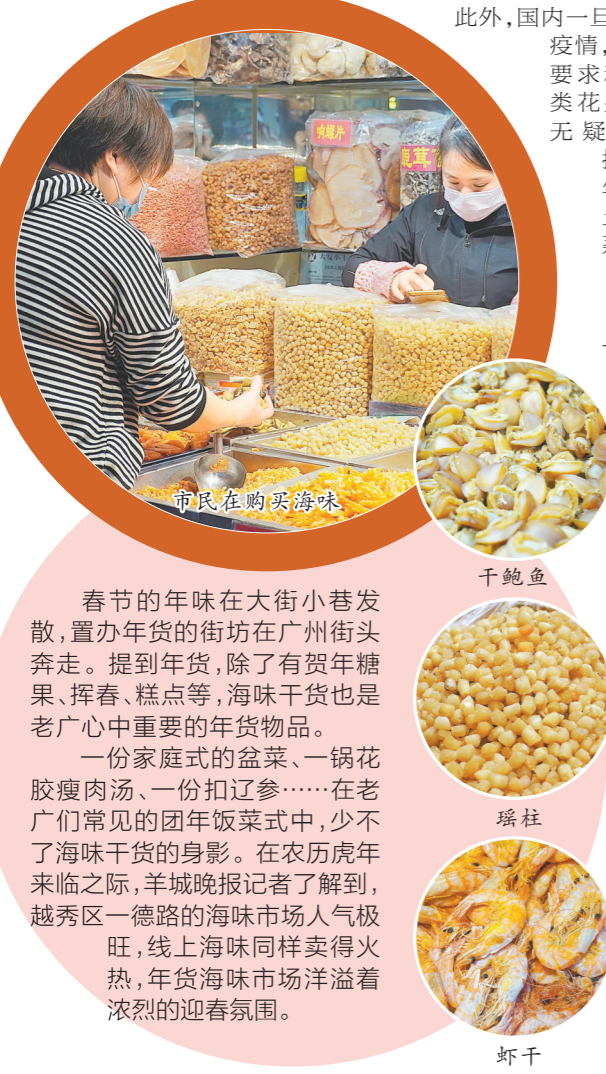 此外,国内一旦
疫情,
要求
类花
无疑
响螺片
鹿茸
市民在购买海味
干鲍鱼
春节的年味在大街小巷发
散,置办年货的街坊在广州街头
奔走。提到年货,除了有贺年糖
果、挥春、糕点等,海味干货也是
老广心中重要的年货物品。
一份家庭式的盆菜、一锅花
胶瘦肉汤、一份扣辽参……在老
广们常见的团年饭菜式中,少不
了海味干货的身影。在农历虎年
来临之际,羊城晚报记者了解到,
越秀区一德路的海味市场人气极
旺,线上海味同样卖得火
热,年货海味市场洋溢着
浓烈的迎春氛围。
瑶柱
虾干